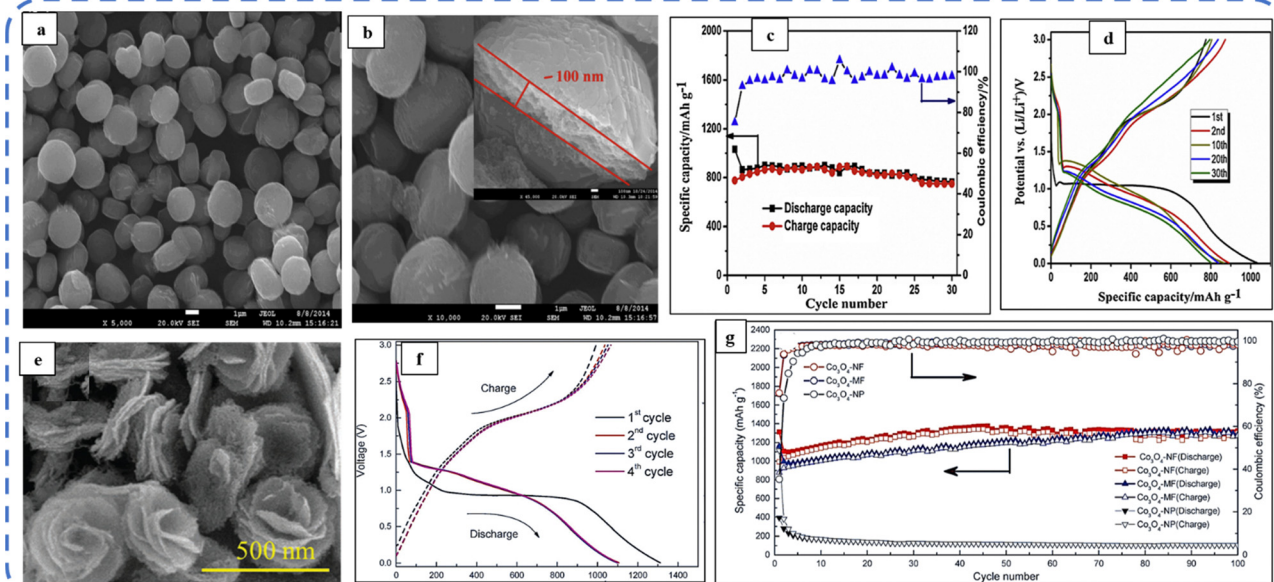 a
X 5,000 20.0kV SEI
1µm JEOL 8/8/2014
SEM WD 10.2mm 15:16:21
b
~ 100 nm
X 10,000 20.0kV SEI
1µm JEOL 8/8/2014
SEM WD 10.2mm 15:16:57
c
Specific capacity/mAh g-1
2000
1600
1200
800
400
0
Coulombic efficiency/%
120
100
80
60
40
20
0
Discharge capacity
Charge capacity
0 5 10 15 20 25 30
Cycle number
d
Potential vs. (Li/Li+)/V
3.0
2.5
2.0
1.5
1.0
0.5
0.0
1st
2nd
10th
20th
30th
0 200 400 600 800 1000
Specific capacity/mAh g-1
e
500 nm
f
Voltage (V)
3.0
2.5
2.0
1.5
1.0
0.5
0.0
Charge
1st cycle
2nd cycle
3rd cycle
4th cycle
Discharge
0 200 400 600 800 1000 1200 1400
g
Specific capacity (mAh g-1)
2400
2200
2000
1800
1600
1400
1200
1000
800
600
400
200
0
Coulombic efficiency (%)
100
80
60
40
20
0
Co3O4-NF
Co3O4-MF
Co3O4-NP
Co3O4-NF(Discharge)
Co3O4-NF(Charge)
Co3O4-MF(Discharge)
Co3O4-MF(Charge)
Co3O4-NP(Discharge)
Co3O4-NP(Charge)
0 10 20 30 40 50 60 70 80 90 100
Cycle number